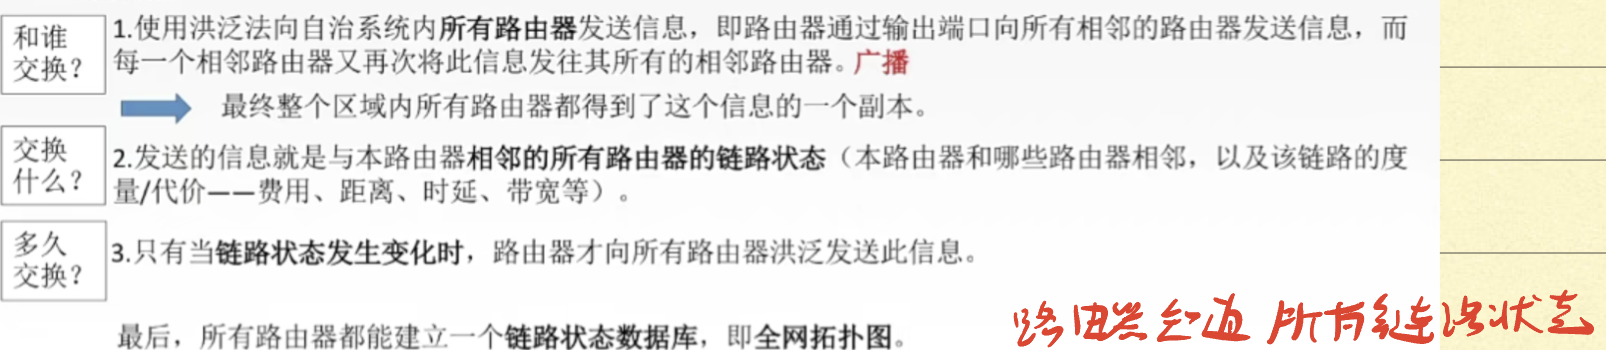 和谁
交换？
1.使用洪泛法向自治系统内所有路由器发送信息，即路由器通过输出端口向所有相邻的路由器发送信息，而
每一个相邻路由器又再次将此信息发往其所有的相邻路由器。广播
最终整个区域内所有路由器都得到了这个信息的一个副本。
交换
什么？
2.发送的信息就是与本路由器相邻的所有路由器的链路状态（本路由器和哪些路由器相邻，以及该链路的度
量/代价——费用、距离、时延、带宽等）。
多久
交换？
3.只有当链路状态发生变化时，路由器才向所有路由器洪泛发送此信息。
最后，所有路由器都能建立一个链路状态数据库，即全网拓扑图。
路由器知道 所有链路状态